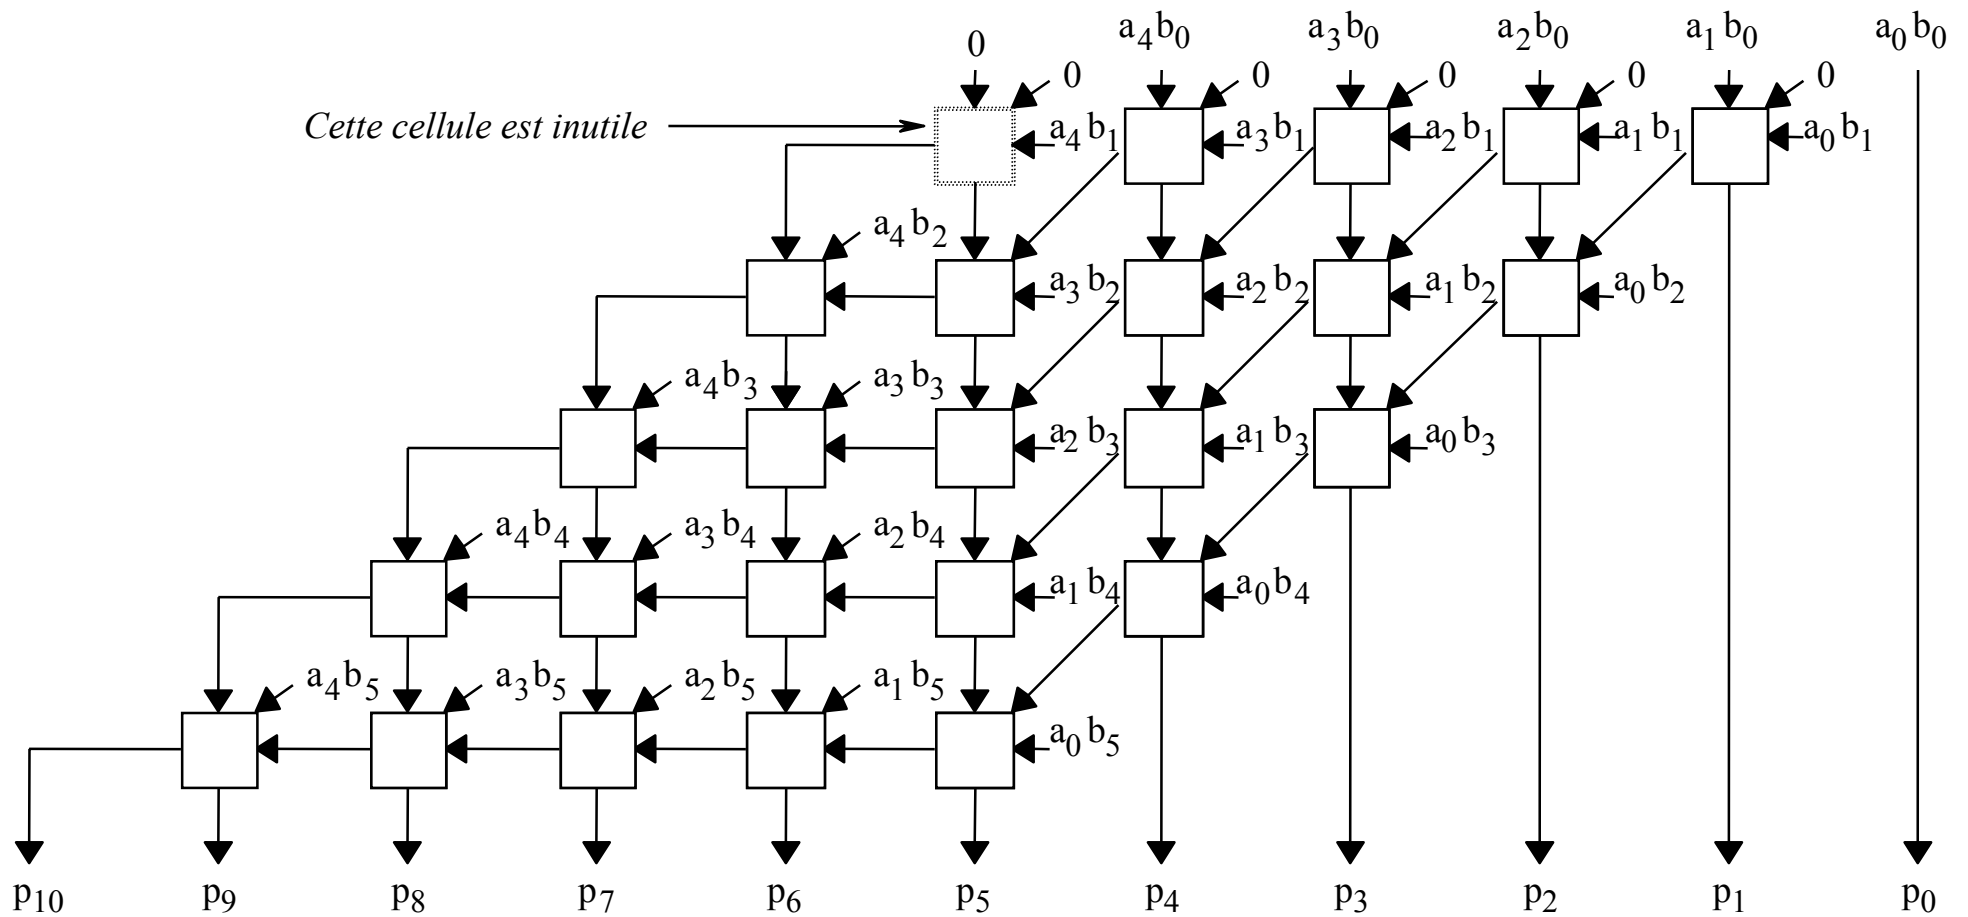 0 a4b0 a3b0 a2b0 a1b0 a0b0
0 0 0 0 0
Cette cellule est inutile a4b1 a3b1 a2b1 a1b1 a0b1
a4b2
a3b2 a2b2 a1b2 a0b2
a4b3 a3b3
a2b3 a1b3 a0b3
a4b4 a3b4 a2b4
a1b4 a0b4
a4b5 a3b5 a2b5 a1b5
a0b5
p10 p9 p8 p7 p6 p5 p4 p3 p2 p1 p0